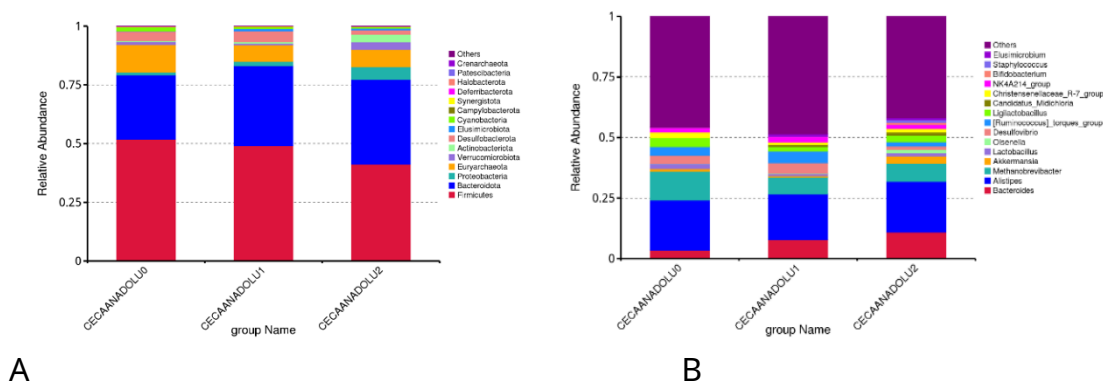 1
0.75
0.5
0.25
0
Relative Abundance
CECAANADOLU0
CECAANADOLU1
CECAANADOLU2
group Name
Others
Crenarchaeota
Patescibacteria
Halobacterota
Deferribacterota
Synergistota
Campylobacterota
Cyanobacteria
Elusimicrobiota
Desulfobacterota
Actinobacteriota
Verrucomicrobiota
Euryarchaeota
Proteobacteria
Bacteroidota
Firmicutes
A
1
0.75
0.5
0.25
0
Relative Abundance
CECAANADOLU0
CECAANADOLU1
CECAANADOLU2
group Name
Others
Elusimicrobium
Staphylococcus
Bifidobacterium
NK4A214_group
Christensenellaceae_R-7_group
Candidatus_Midichloria
Ligilactobacillus
[Ruminococcus]_torques_group
Desulfovibrio
Olsenella
Lactobacillus
Akkermansia
Methanobrevibacter
Alistipes
Bacteroides
B